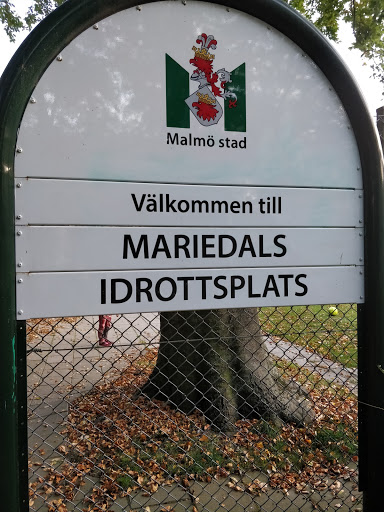 Malmö stad
Välkommen till
MARIEDALS
IDROTTSPLATS